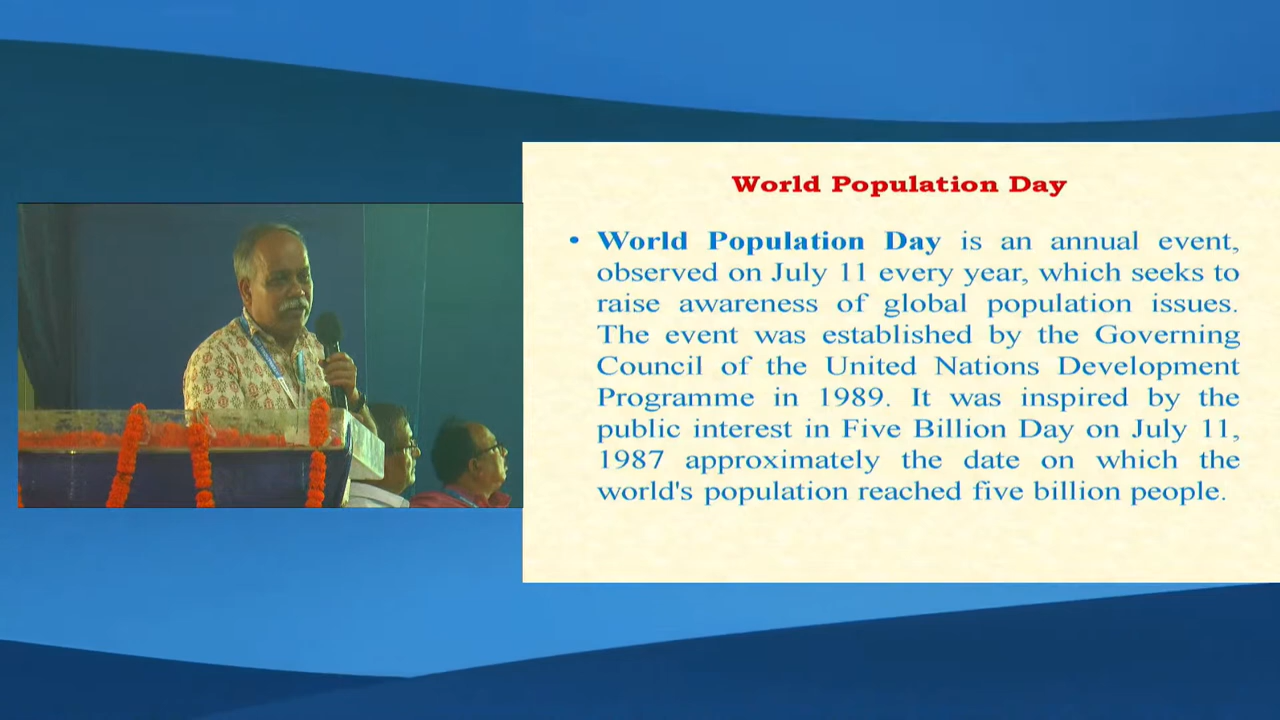 World Population Day
• World Population Day is an annual event,
observed on July 11 every year, which seeks to
raise awareness of global population issues.
The event was established by the Governing
Council of the United Nations Development
Programme in 1989. It was inspired by the
public interest in Five Billion Day on July 11,
1987 approximately the date on which the
world's population reached five billion people.